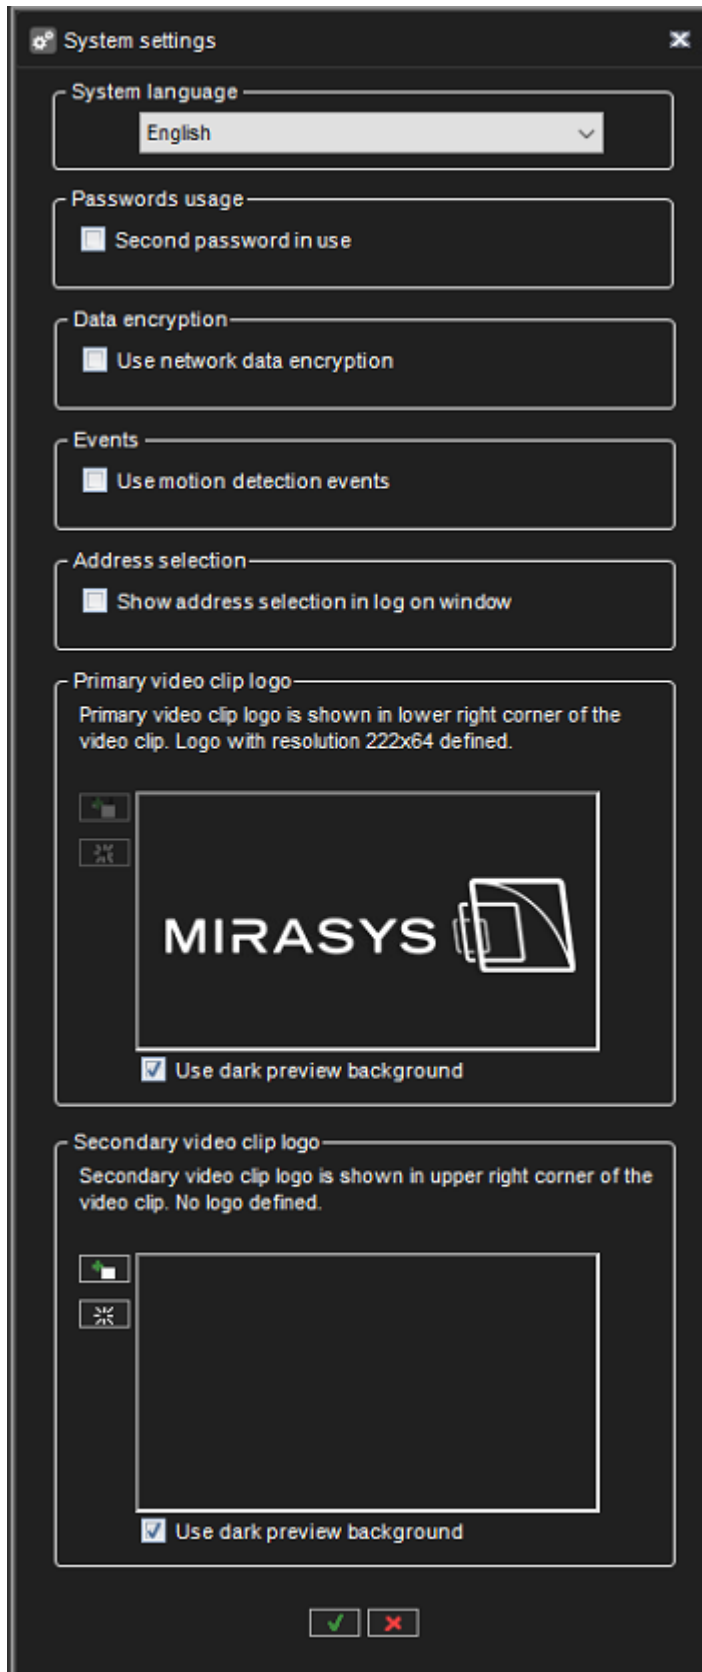 System settings
System language
English
Passwords usage
Second password in use
Data encryption
Use network data encryption
Events
Use motion detection events
Address selection
Show address selection in log on window
Primary video clip logo
Primary video clip logo is shown in lower right corner of the
video clip. Logo with resolution 222x64 defined.
MIRASYS
Use dark preview background
Secondary video clip logo
Secondary video clip logo is shown in upper right corner of the
video clip. No logo defined.
Use dark preview background